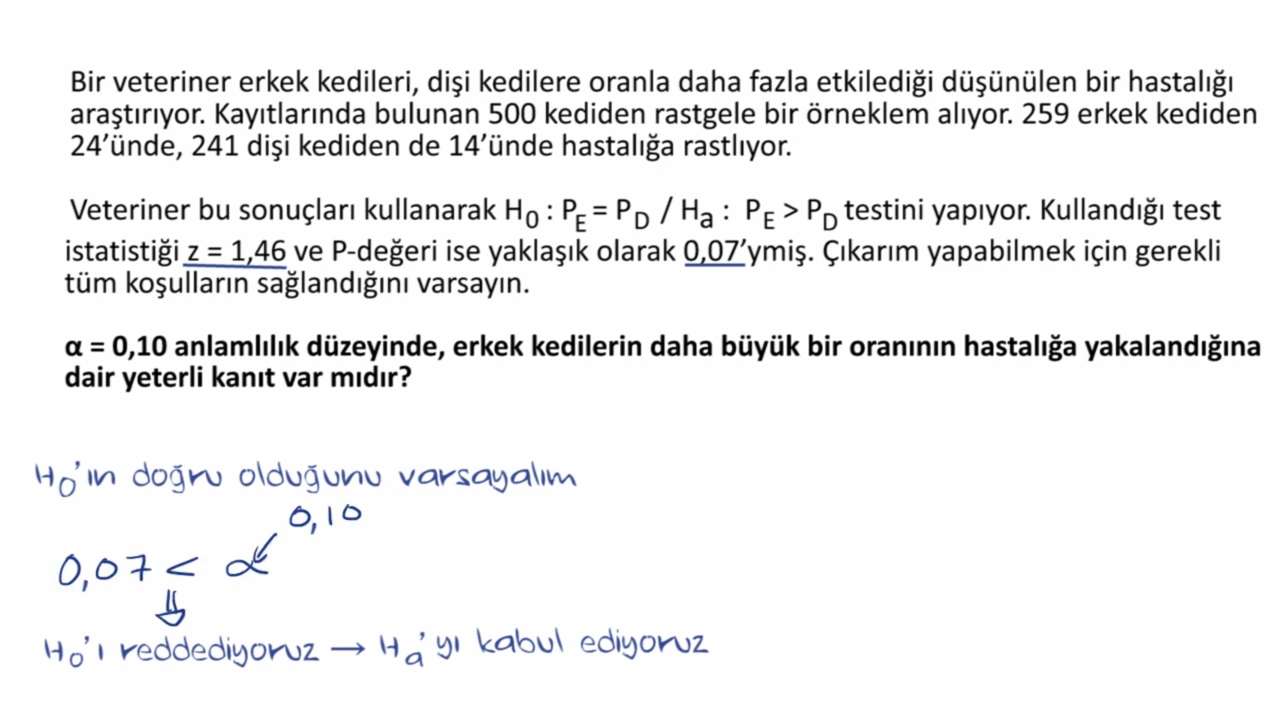 Bir veteriner erkek kedileri, dişi kedilere oranla daha fazla etkilediği düşünülen bir hastalığı
araştırıyor. Kayıtlarında bulunan 500 kediden rastgele bir örneklem alıyor. 259 erkek kediden
24’ünde, 241 dişi kediden de 14’ünde hastalığa rastlıyor.
Veteriner bu sonuçları kullanarak H0 : PE = PD / Ha : PE > PD testini yapıyor. Kullandığı test
istatistiği z = 1,46 ve P-değeri ise yaklaşık olarak 0,07’ymiş. Çıkarım yapabilmek için gerekli
tüm koşulların sağlandığını varsayın.
α = 0,10 anlamlılık düzeyinde, erkek kedilerin daha büyük bir oranının hastalığa yakalandığına
dair yeterli kanıt var mıdır?
H0'ın doğru olduğunu varsayalım
0,10
0,07 < α
⇓
H0'ı reddediyoruz → Ha'yı kabul ediyoruz